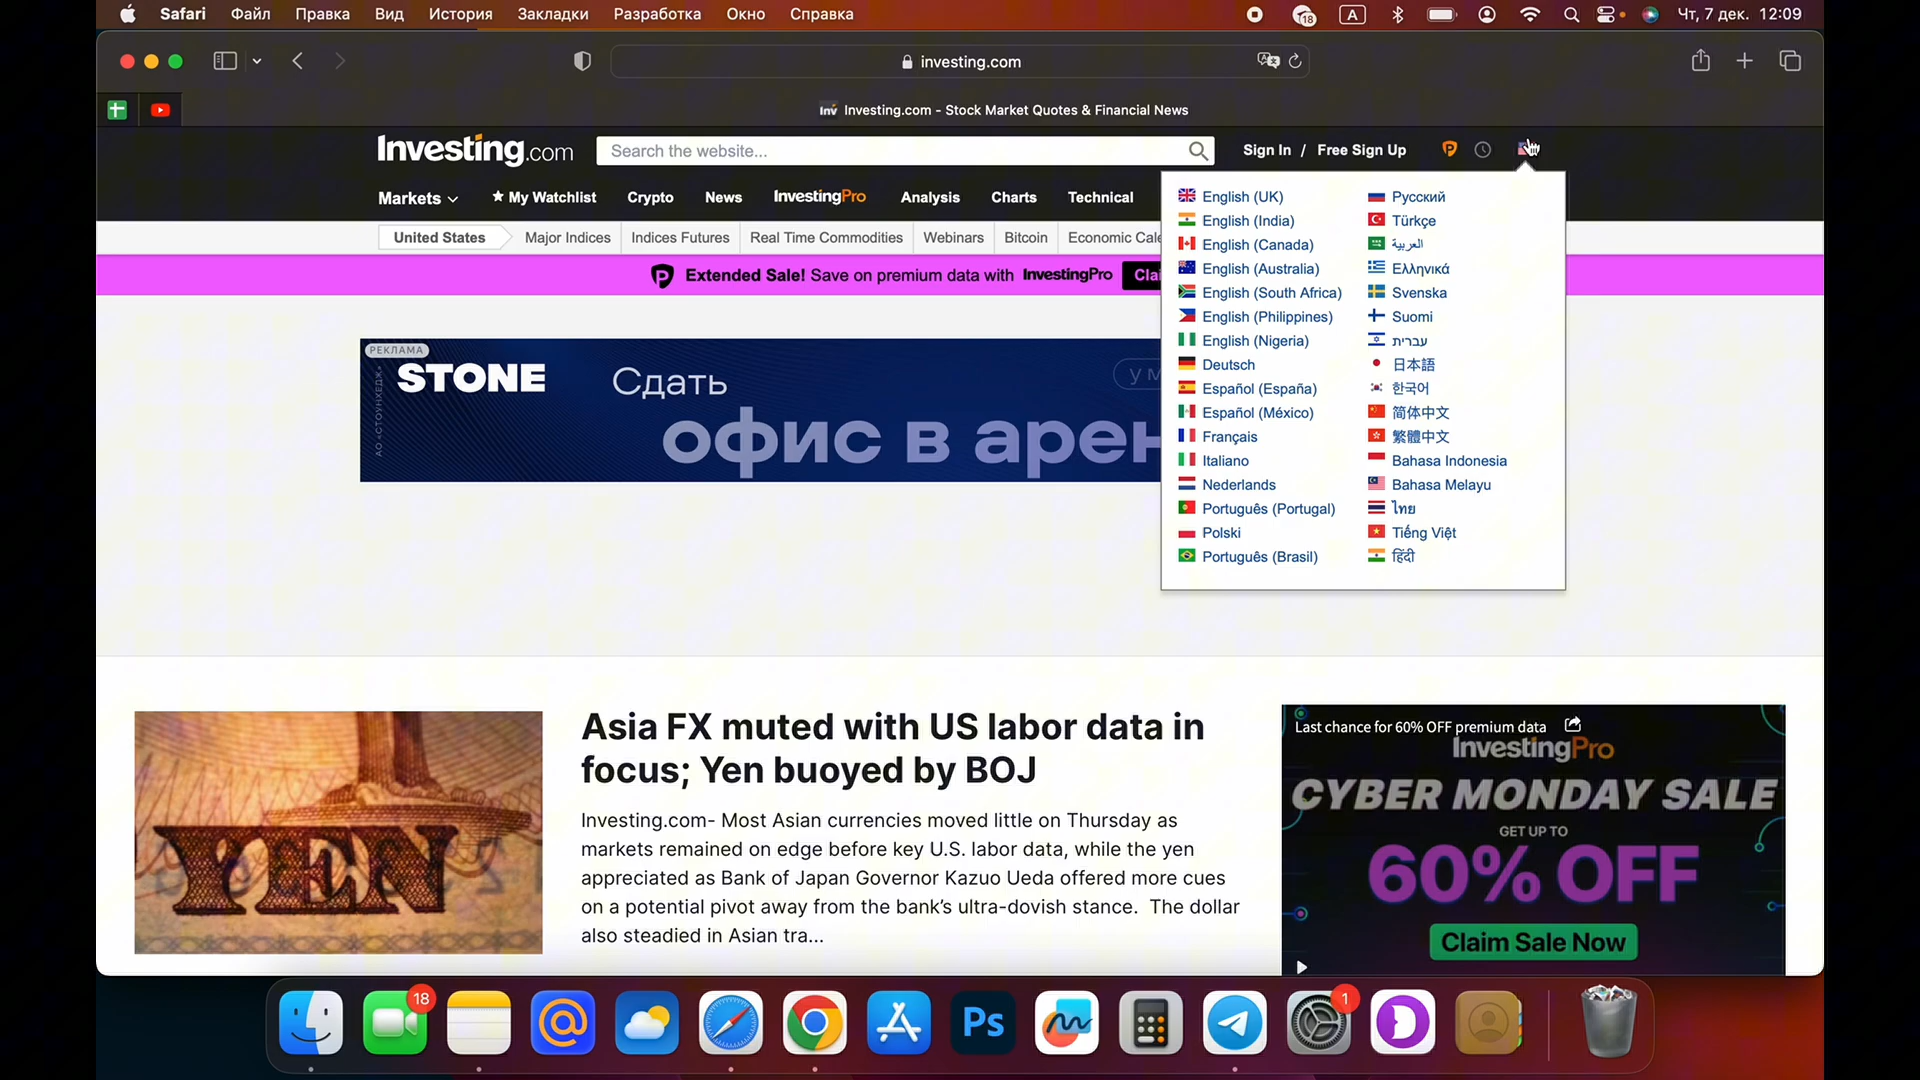 Safari Файл Правка Вид История Закладки Разработка Окно Справка 18 A Чт, 7 дек. 12:09
investing.com
Inv Investing.com - Stock Market Quotes & Financial News
Investing.com Search the website... Sign In / Free Sign Up
Markets My Watchlist Crypto News InvestingPro Analysis Charts Technical
United States Major Indices Indices Futures Real Time Commodities Webinars Bitcoin Economic Cale
Extended Sale! Save on premium data with InvestingPro Clai
English (UK)
English (India)
English (Canada)
English (Australia)
English (South Africa)
English (Philippines)
English (Nigeria)
Deutsch
Español (España)
Español (México)
Français
Italiano
Nederlands
Português (Portugal)
Polski
Português (Brasil)
Русский
Türkçe
العربية
Ελληνικά
Svenska
Suomi
עברית
日本語
한국어
简体中文
繁體中文
Bahasa Indonesia
Bahasa Melayu
ไทย
Tiếng Việt
हिंदी
РЕКЛАМА
АО «СТОУНХЕДЖ»
STONE
Сдать
у м
офис в арен
Asia FX muted with US labor data in
focus; Yen buoyed by BOJ
Investing.com- Most Asian currencies moved little on Thursday as
markets remained on edge before key U.S. labor data, while the yen
appreciated as Bank of Japan Governor Kazuo Ueda offered more cues
on a potential pivot away from the bank's ultra-dovish stance. The dollar
also steadied in Asian tra...
YEN
Last chance for 60% OFF premium data
InvestingPro
CYBER MONDAY SALE
GET UP TO
60% OFF
Claim Sale Now
18
Ps
1